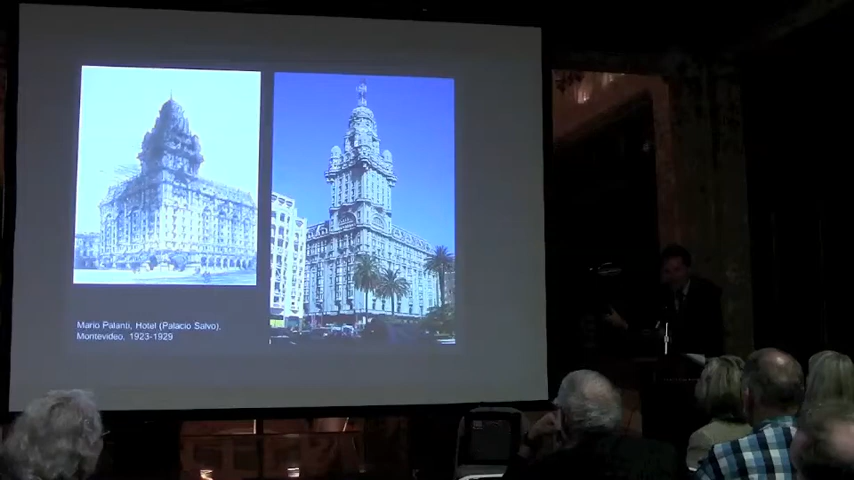 Mario Palanti, Hotel (Palacio Salvo).
Montevideo, 1923-1929